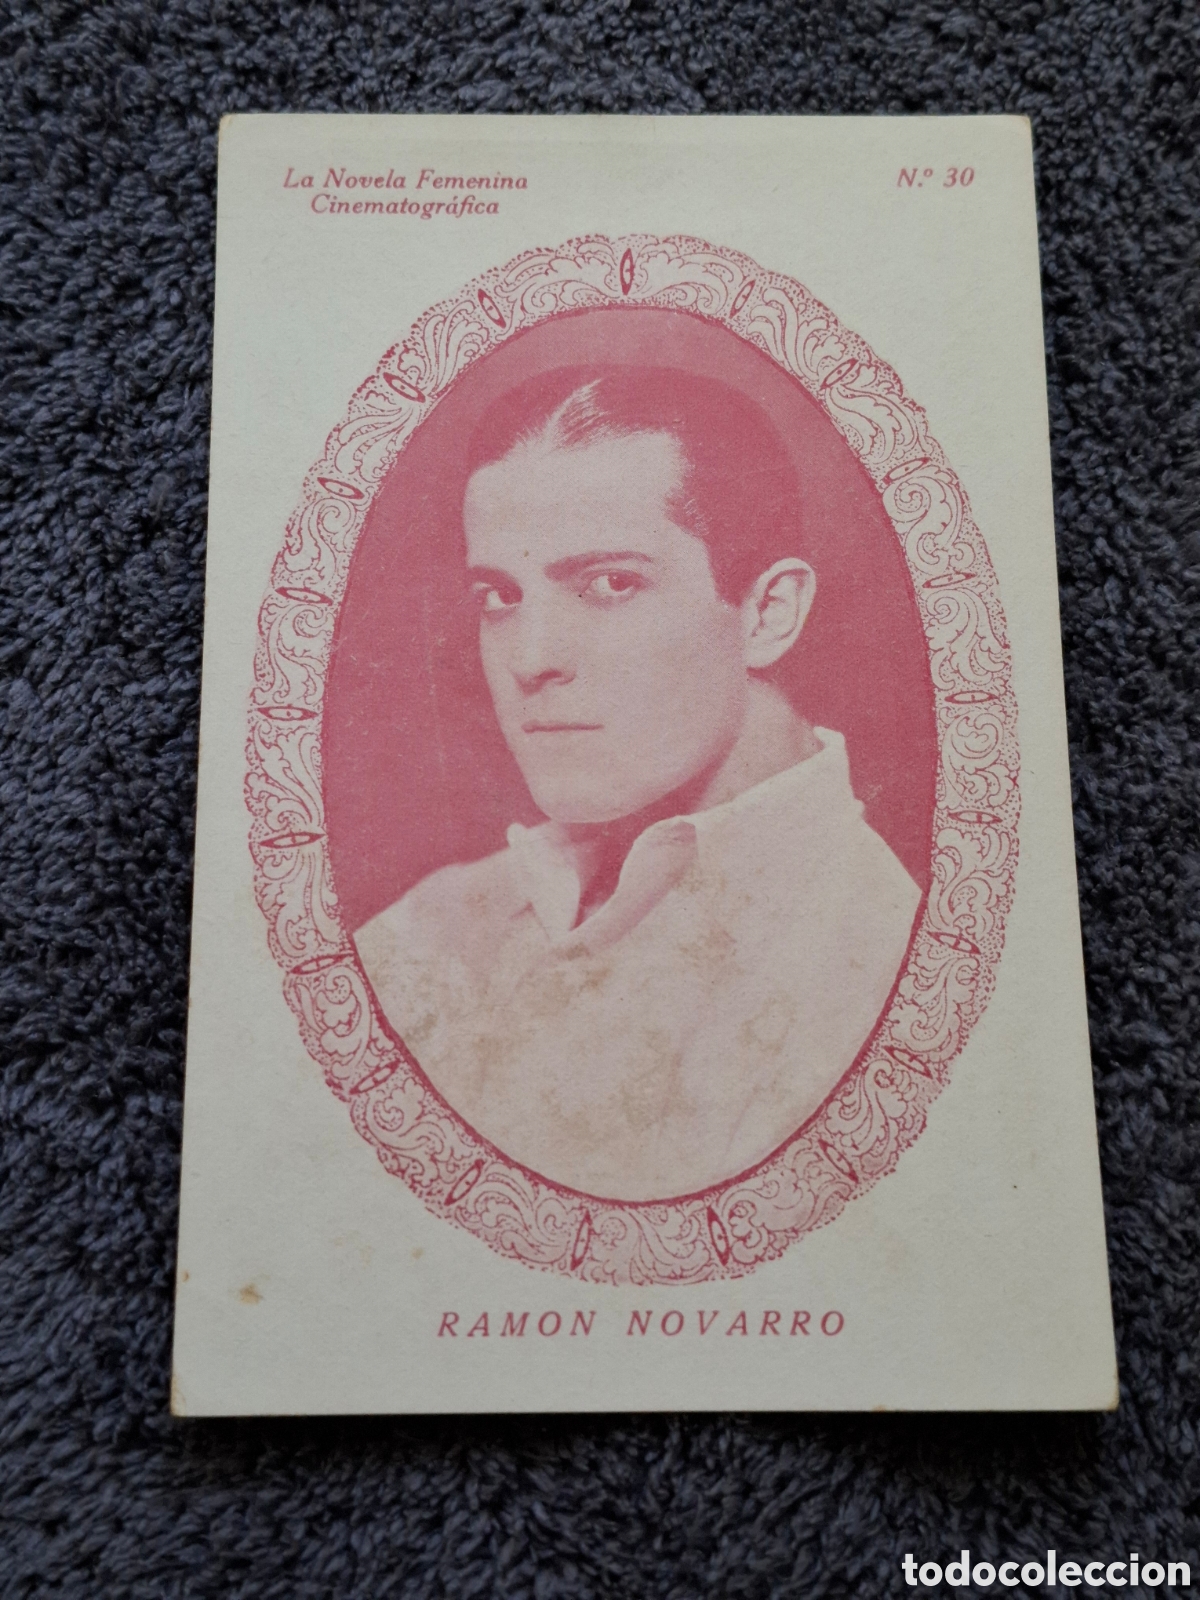 La Novela Femenina
Cinematográfica
N.º 30
RAMON NOVARRO
todocoleccion